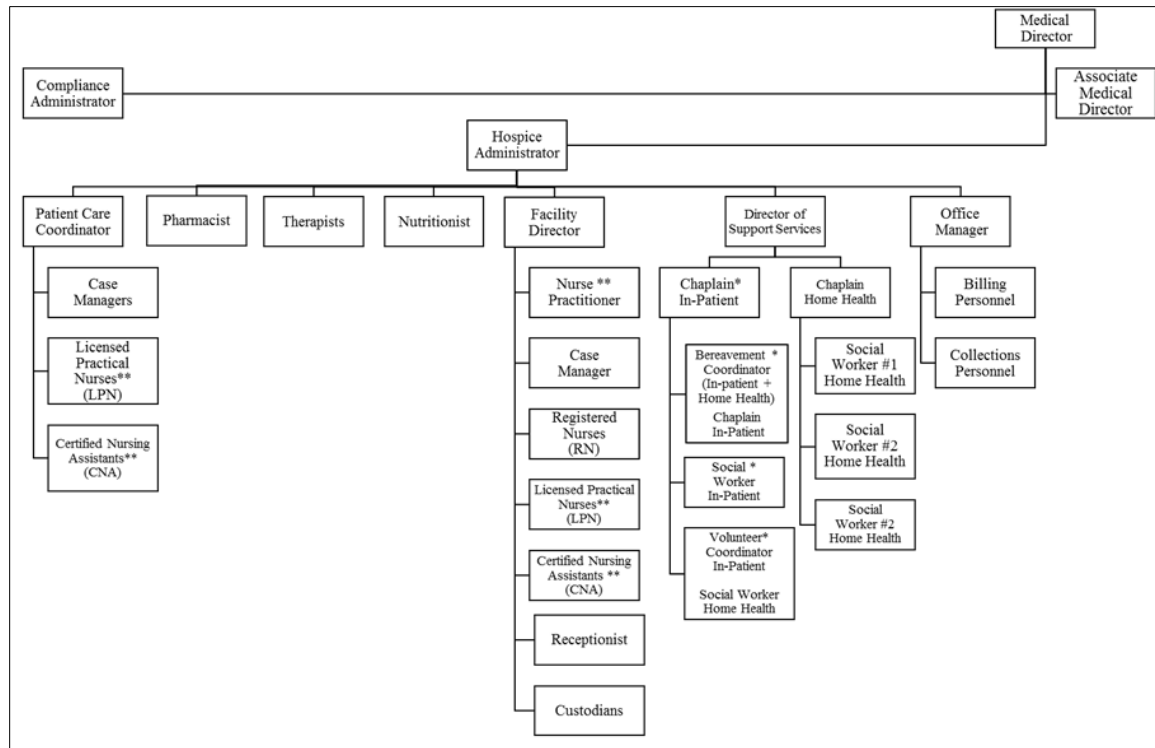 Medical
Director
Compliance
Administrator
Associate
Medical
Director
Hospice
Administrator
Patient Care
Coordinator
Pharmacist
Therapists
Nutritionist
Facility
Director
Director of
Support Services
Office
Manager
Case
Managers
Licensed
Practical
Nurses**
(LPN)
Certified Nursing
Assistants**
(CNA)
Nurse **
Practitioner
Case
Manager
Registered
Nurses
(RN)
Licensed Practical
Nurses**
(LPN)
Certified Nursing
Assistants **
(CNA)
Receptionist
Custodians
Chaplain*
In-Patient
Bereavement *
Coordinator
(In-patient +
Home Health)
Chaplain
In-Patient
Social *
Worker
In-Patient
Volunteer*
Coordinator
In-Patient
Social Worker
Home Health
Chaplain
Home Health
Social
Worker #1
Home Health
Social
Worker #2
Home Health
Social
Worker #2
Home Health
Billing
Personnel
Collections
Personnel